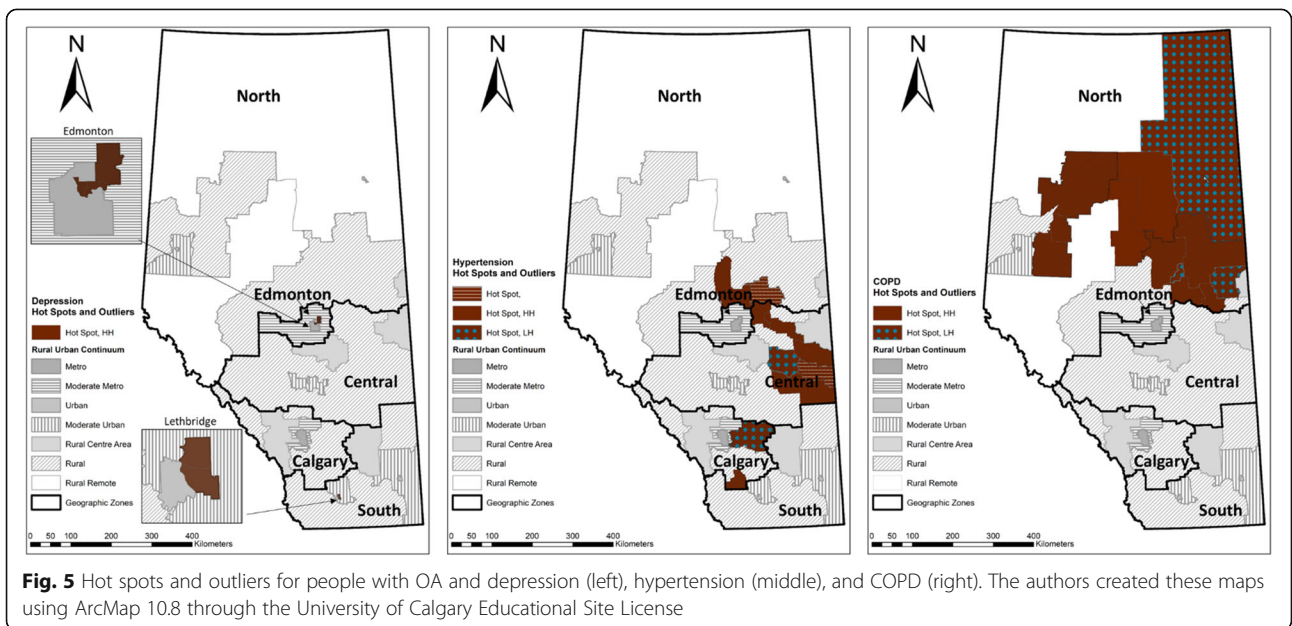 N
North
Edmonton
Edmonton
Central
Lethbridge
Calgary
South
Depression
Hot Spots and Outliers
Hot Spot, HH
Rural Urban Continuum
Metro
Moderate Metro
Urban
Moderate Urban
Rural Centre Area
Rural
Rural Remote
Geographic Zones
0 50 100 200 300 400
Kilometers
N
North
Edmonton
Central
Calgary
South
Hypertension
Hot Spots and Outliers
Hot Spot,
Hot Spot, HH
Hot Spot, LH
Rural Urban Continuum
Metro
Moderate Metro
Urban
Moderate Urban
Rural Centre Area
Rural
Rural Remote
Geographic Zones
0 50 100 200 300 400
Kilometers
N
North
Edmonton
Central
Calgary
South
COPD
Hot Spots and Outliers
Hot Spot, HH
Hot Spot, LH
Rural Urban Continuum
Metro
Moderate Metro
Urban
Moderate Urban
Rural Centre Area
Rural
Rural Remote
Geographic Zones
0 50 100 200 300 400
Kilometers
Fig. 5 Hot spots and outliers for people with OA and depression (left), hypertension (middle), and COPD (right). The authors created these maps
using ArcMap 10.8 through the University of Calgary Educational Site License